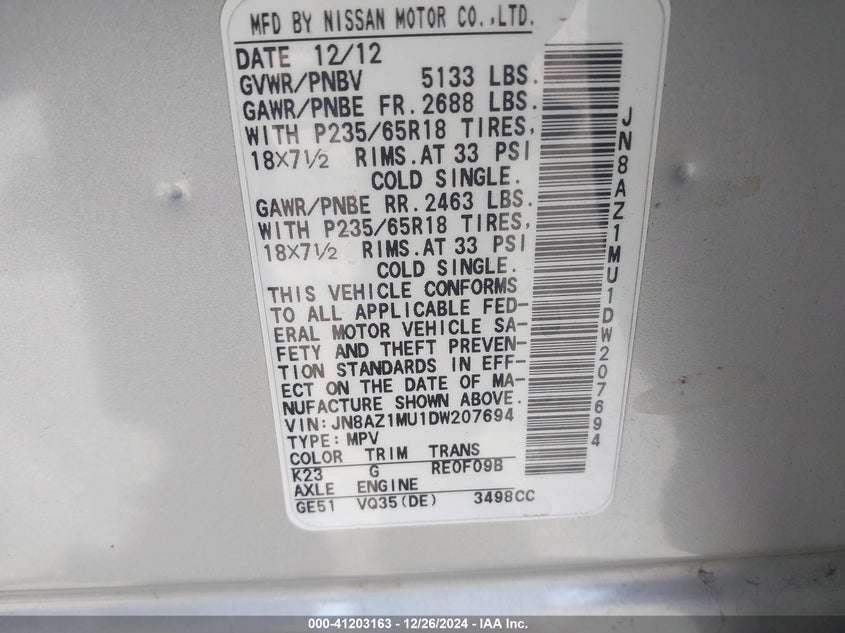 MFD BY NISSAN MOTOR CO.,LTD.
DATE 12/12
GVWR/PNBV 5133 LBS.
GAWR/PNBE FR.2688 LBS.
WITH P235/65R18 TIRES,
18X7½ RIMS.AT 33 PSI
COLD SINGLE.
GAWR/PNBE RR.2463 LBS.
WITH P235/65R18 TIRES,
18X7½ RIMS.AT 33 PSI
COLD SINGLE.
THIS VEHICLE CONFORMS
TO ALL APPLICABLE FED-
ERAL MOTOR VEHICLE SA-
FETY AND THEFT PREVEN-
TION STANDARDS IN EFF-
ECT ON THE DATE OF MA-
NUFACTURE SHOWN ABOVE.
VIN:JN8AZ1MU1DW207694
TYPE:MPV
COLOR TRIM TRANS
K23 G RE0F09B
AXLE ENGINE
GE51 VQ35(DE) 3498CC
JN8AZ1MU1DW207694
000-41203163 - 12/26/2024 - IAA Inc.